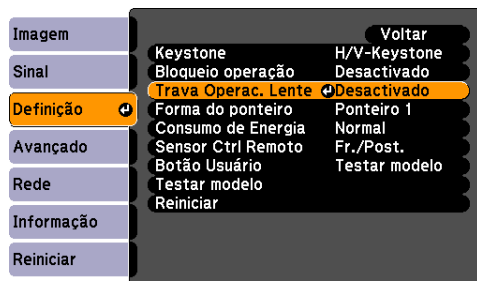 Imagem
Sinal
Definição
Avançado
Rede
Informação
Reiniciar
Voltar
Keystone H/V-Keystone
Bloqueio operação Desactivado
Trava Operac. Lente Desactivado
Forma do ponteiro Ponteiro 1
Consumo de Energia Normal
Sensor Ctrl Remoto Fr./Post.
Botão Usuário Testar modelo
Testar modelo
Reiniciar